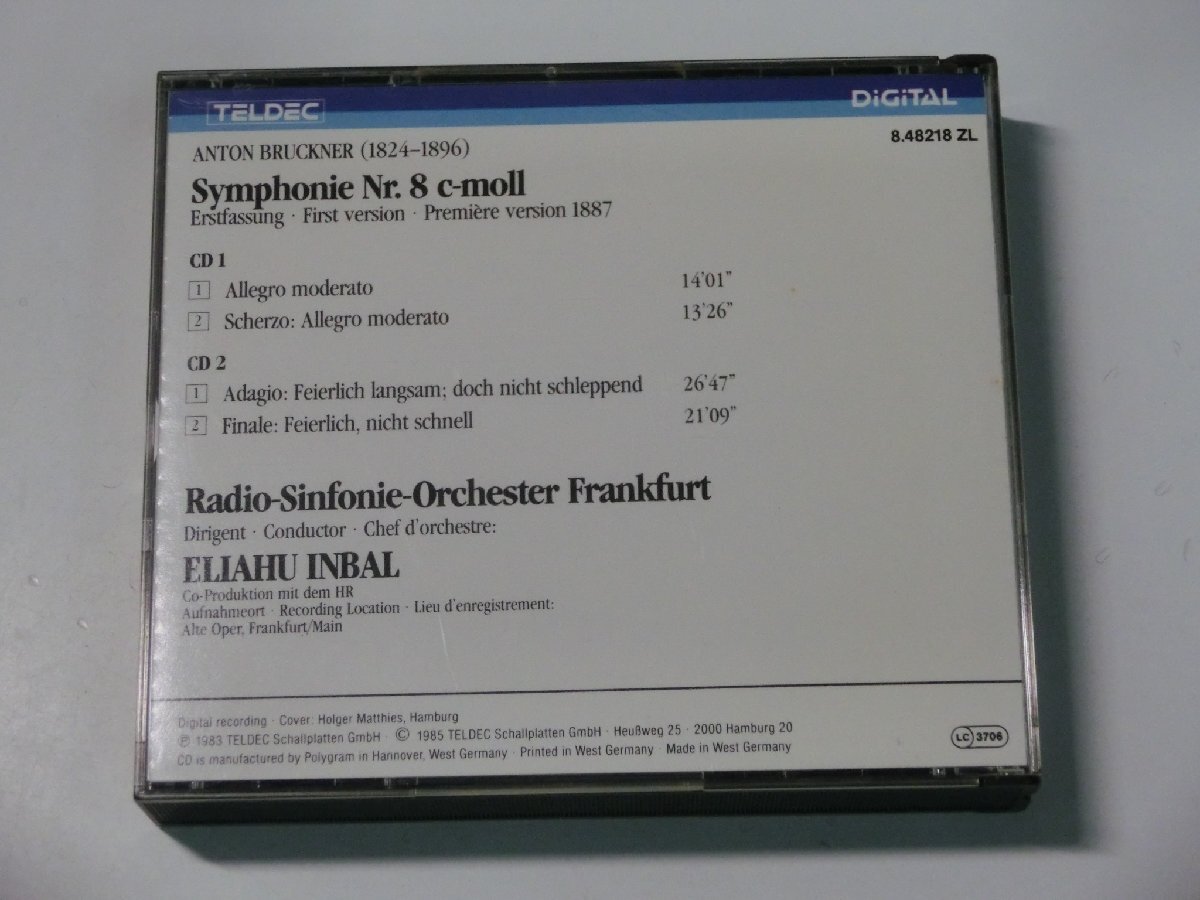 TELDEC
DiGiTAL
8.48218 ZL
ANTON BRUCKNER (1824–1896)
Symphonie Nr. 8 c-moll
Erstfassung · First version · Première version 1887
CD 1
1 Allegro moderato 14'01"
2 Scherzo: Allegro moderato 13'26"
CD 2
1 Adagio: Feierlich langsam; doch nicht schleppend 26'47"
2 Finale: Feierlich, nicht schnell 21'09"
Radio-Sinfonie-Orchester Frankfurt
Dirigent · Conductor · Chef d'orchestre:
ELIAHU INBAL
Co-Produktion mit dem HR
Aufnahmeort · Recording Location · Lieu d'enregistrement:
Alte Oper, Frankfurt/Main
Digital recording · Cover: Holger Matthies, Hamburg
℗ 1983 TELDEC Schallplatten GmbH · © 1985 TELDEC Schallplatten GmbH · Heußweg 25 · 2000 Hamburg 20
CD is manufactured by Polygram in Hannover, West Germany · Printed in West Germany · Made in West Germany
LC 3706